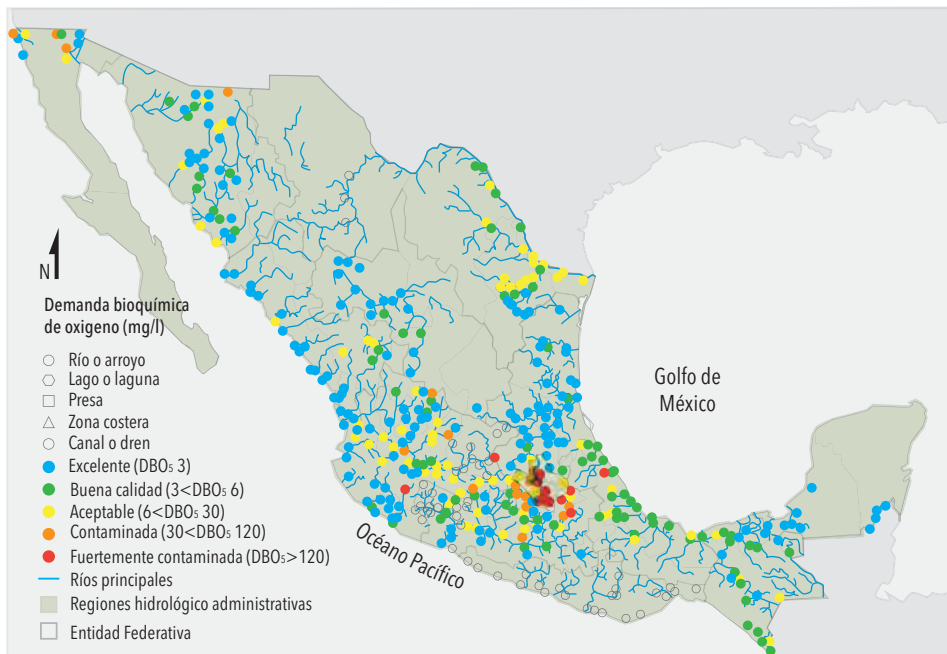 N
Demanda bioquímica
de oxigeno (mg/l)
Río o arroyo
Lago o laguna
Presa
Zona costera
Canal o dren
Excelente (DBO5 3)
Buena calidad (3<DBO5 6)
Aceptable (6<DBO5 30)
Contaminada (30<DBO5 120)
Fuertemente contaminada (DBO5>120)
Ríos principales
Regiones hidrológico administrativas
Entidad Federativa
Golfo de
México
Océano Pacífico